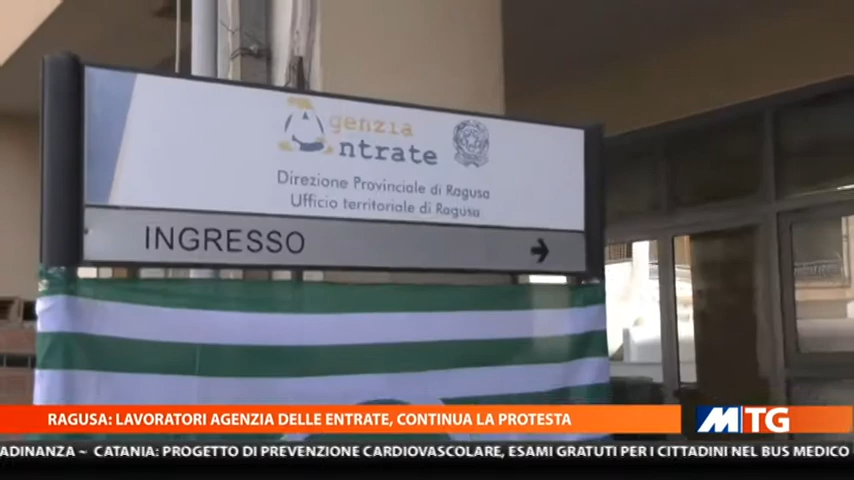 Agenzia
Entrate
Direzione Provinciale di Ragusa
Ufficio territoriale di Ragusa
INGRESSO
RAGUSA: LAVORATORI AGENZIA DELLE ENTRATE, CONTINUA LA PROTESTA
MTG
ADINANZA ~ CATANIA: PROGETTO DI PREVENZIONE CARDIOVASCOLARE, ESAMI GRATUITI PER I CITTADINI NEL BUS MEDICO